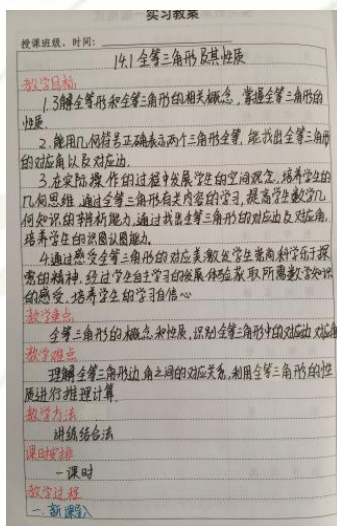 实习教案
授课班级、时间:
14.1 全等三角形及其性质
教学目标:
1.了解全等形和全等三角形的相关概念,掌握全等三角形的
性质.
2.能用几何符号正确表示两个三角形全等,能找出全等三角形
的对应角以及对应边.
3.在实际操作的过程中发展学生的空间观念,培养学生的
几何思维,通过全等三角形有关内容的学习,提高学生数学几
何知识的辨析能力,通过找出全等三角形的对应边及对应角,
培养学生的识图认图能力.
4.通过感受全等三角形的对应美激发学生崇尚科学乐于探
索的精神,经过学生自主学习的发展体验获取所需数学知识
的感受,培养学生的学习自信心
教学重点
全等三角形的概念和性质,识别全等三角形中的对应边 对应角
教学难点
理解全等三角形边角之间的对应关系,利用全等三角形的性
质进行推理计算.
教学方法
讲练结合法
课时安排
一课时
教学过程
一.新课导入